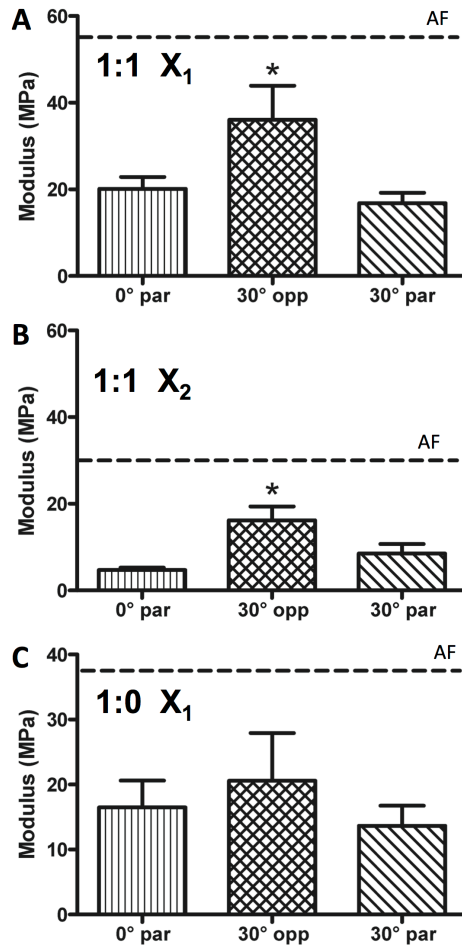 A
60
AF
1:1 X₁
*
40
Modulus (MPa)
20
0
0° par
30° opp
30° par
B
60
1:1 X₂
40
AF
Modulus (MPa)
*
20
0
0° par
30° opp
30° par
C
40
AF
1:0 X₁
30
Modulus (MPa)
20
10
0
0° par
30° opp
30° par